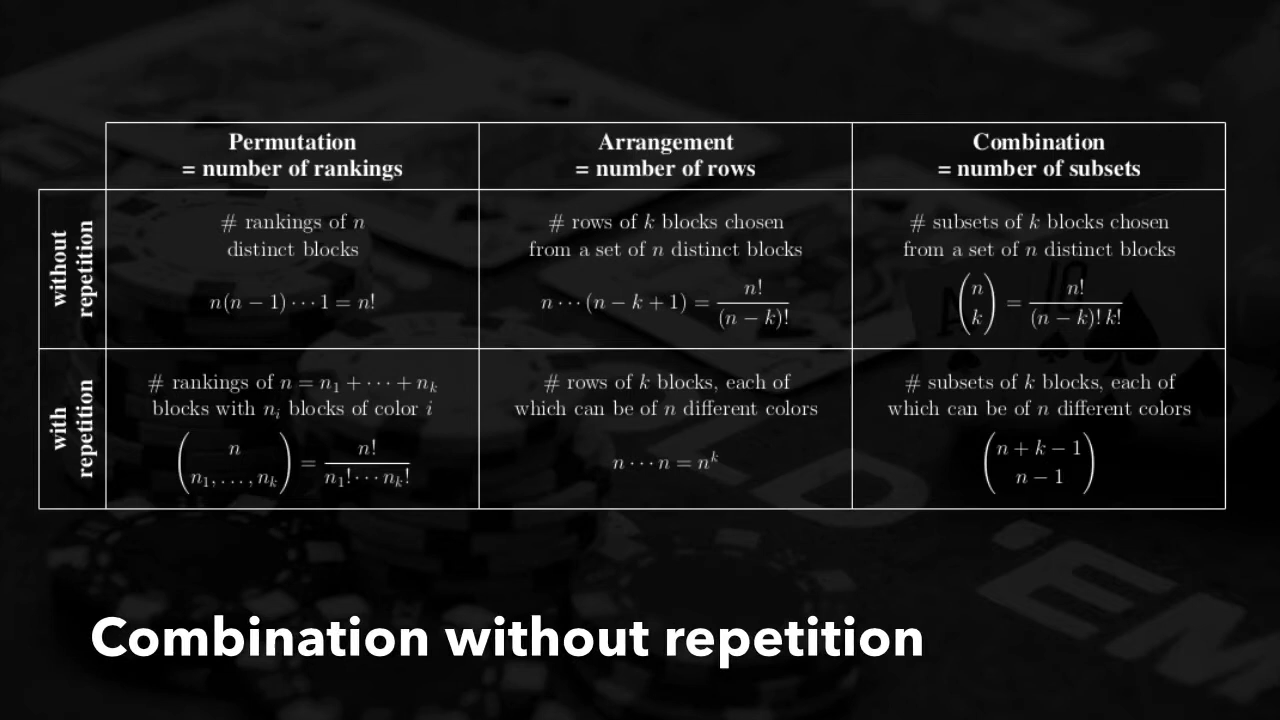 Permutation
= number of rankings
Arrangement
= number of rows
Combination
= number of subsets
without
repetition
# rankings of n
distinct blocks
n(n − 1) · · · 1 = n!
# rows of k blocks chosen
from a set of n distinct blocks
n · · · (n − k + 1) = n! / (n − k)!
# subsets of k blocks chosen
from a set of n distinct blocks
(n k) = n! / (n − k)! k!
with
repetition
# rankings of n = n₁ + · · · + nₖ
blocks with nᵢ blocks of color i
(n n₁, . . . , nₖ) = n! / n₁! · · · nₖ!
# rows of k blocks, each of
which can be of n different colors
n · · · n = nᵏ
# subsets of k blocks, each of
which can be of n different colors
(n + k − 1 n − 1)
Combination without repetition